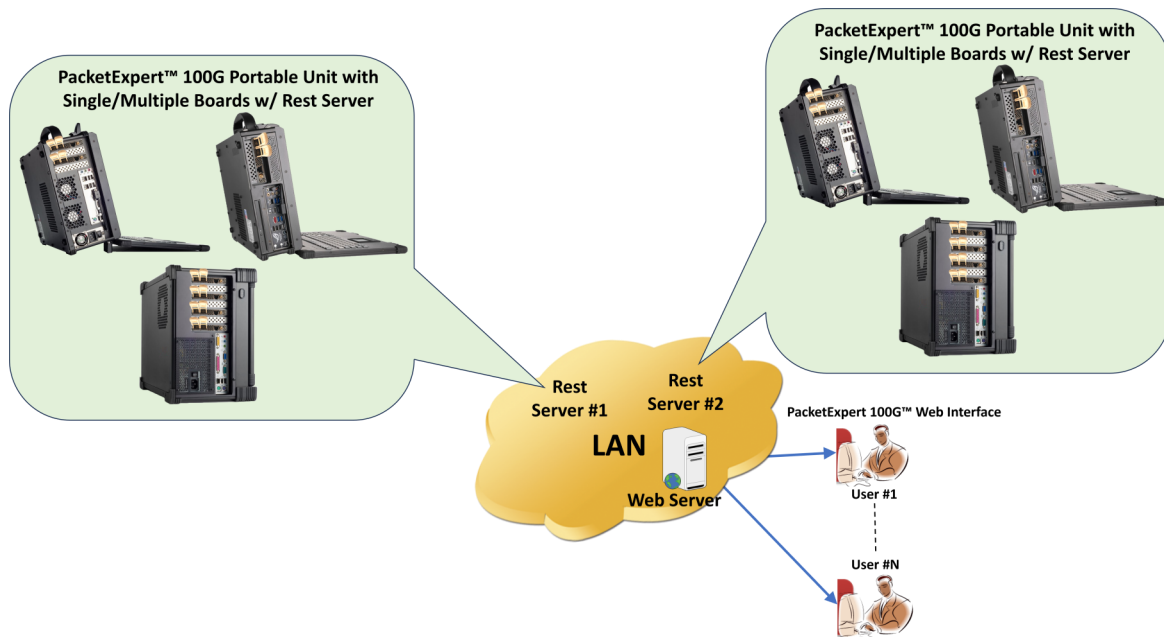 PacketExpert™ 100G Portable Unit with
Single/Multiple Boards w/ Rest Server
PacketExpert™ 100G Portable Unit with
Single/Multiple Boards w/ Rest Server
Rest
Server #1
Rest
Server #2
LAN
Web Server
PacketExpert 100G™ Web Interface
User #1
User #N